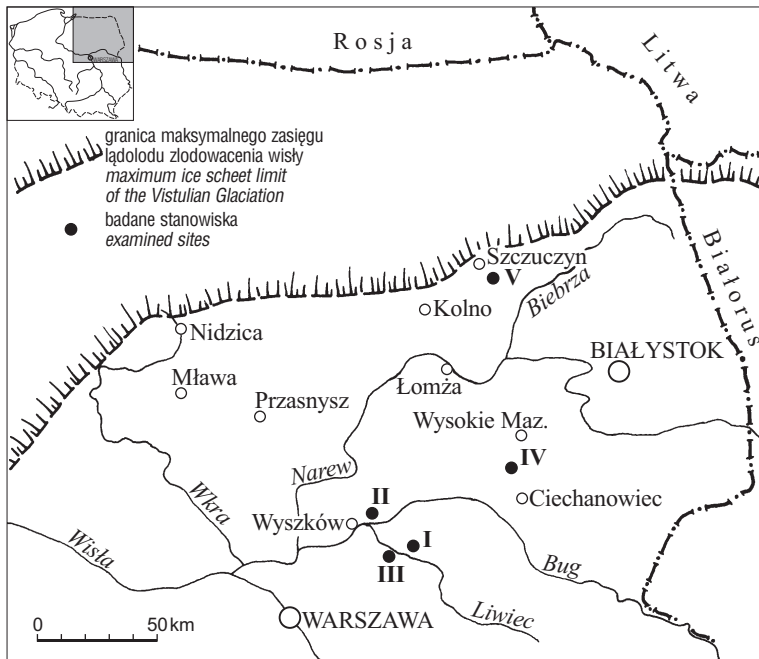 WARSZAWA
Rosja
Litwa
granica maksymalnego zasięgu
lądolodu zlodowacenia wisły
maximum ice scheet limit
of the Vistulian Glaciation
badane stanowiska
examined sites
Białorus
Szczuczyn
V
Biebrza
Kolno
Nidzica
BIAŁYSTOK
Mława
Łomża
Przasnysz
Wysokie Maz.
IV
Narew
Wkra
II
Ciechanowiec
Wyszków
I
Wisła
III
Bug
Liwiec
WARSZAWA
0 50 km